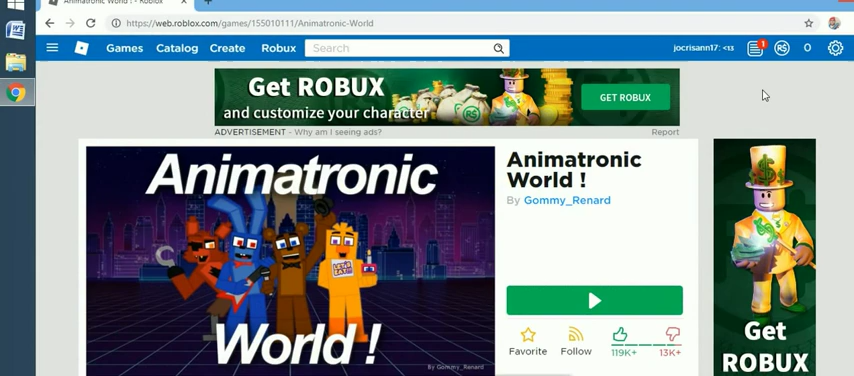 Animatronic World ! - Roblox
https://web.roblox.com/games/155010111/Animatronic-World
Games Catalog Create Robux Search jocrisann17: <13 1 0
Get ROBUX
and customize your character
GET ROBUX
ADVERTISEMENT - Why am I seeing ads? Report
Animatronic
World !
LET'S EAT!!!
By Gommy_Renard
Animatronic
World !
By Gommy_Renard
Favorite Follow 119K+ 13K+
Get
ROBUX